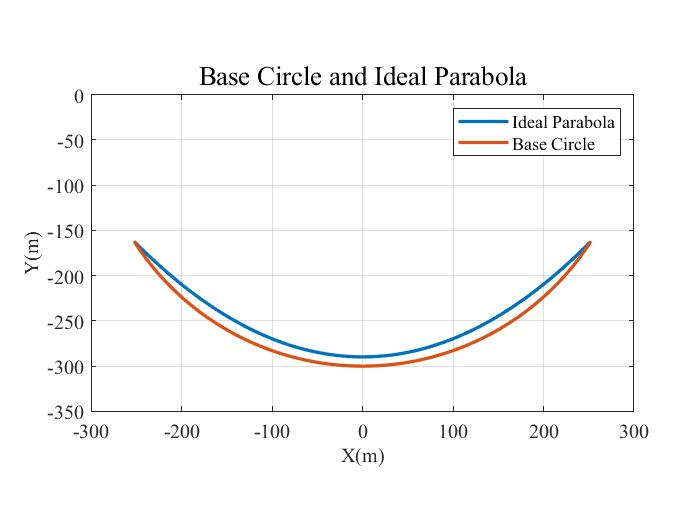 Base Circle and Ideal Parabola
0
-50
-100
-150
-200
-250
-300
-350
Ideal Parabola
Base Circle
Y(m)
-300 -200 -100 0 100 200 300
X(m)